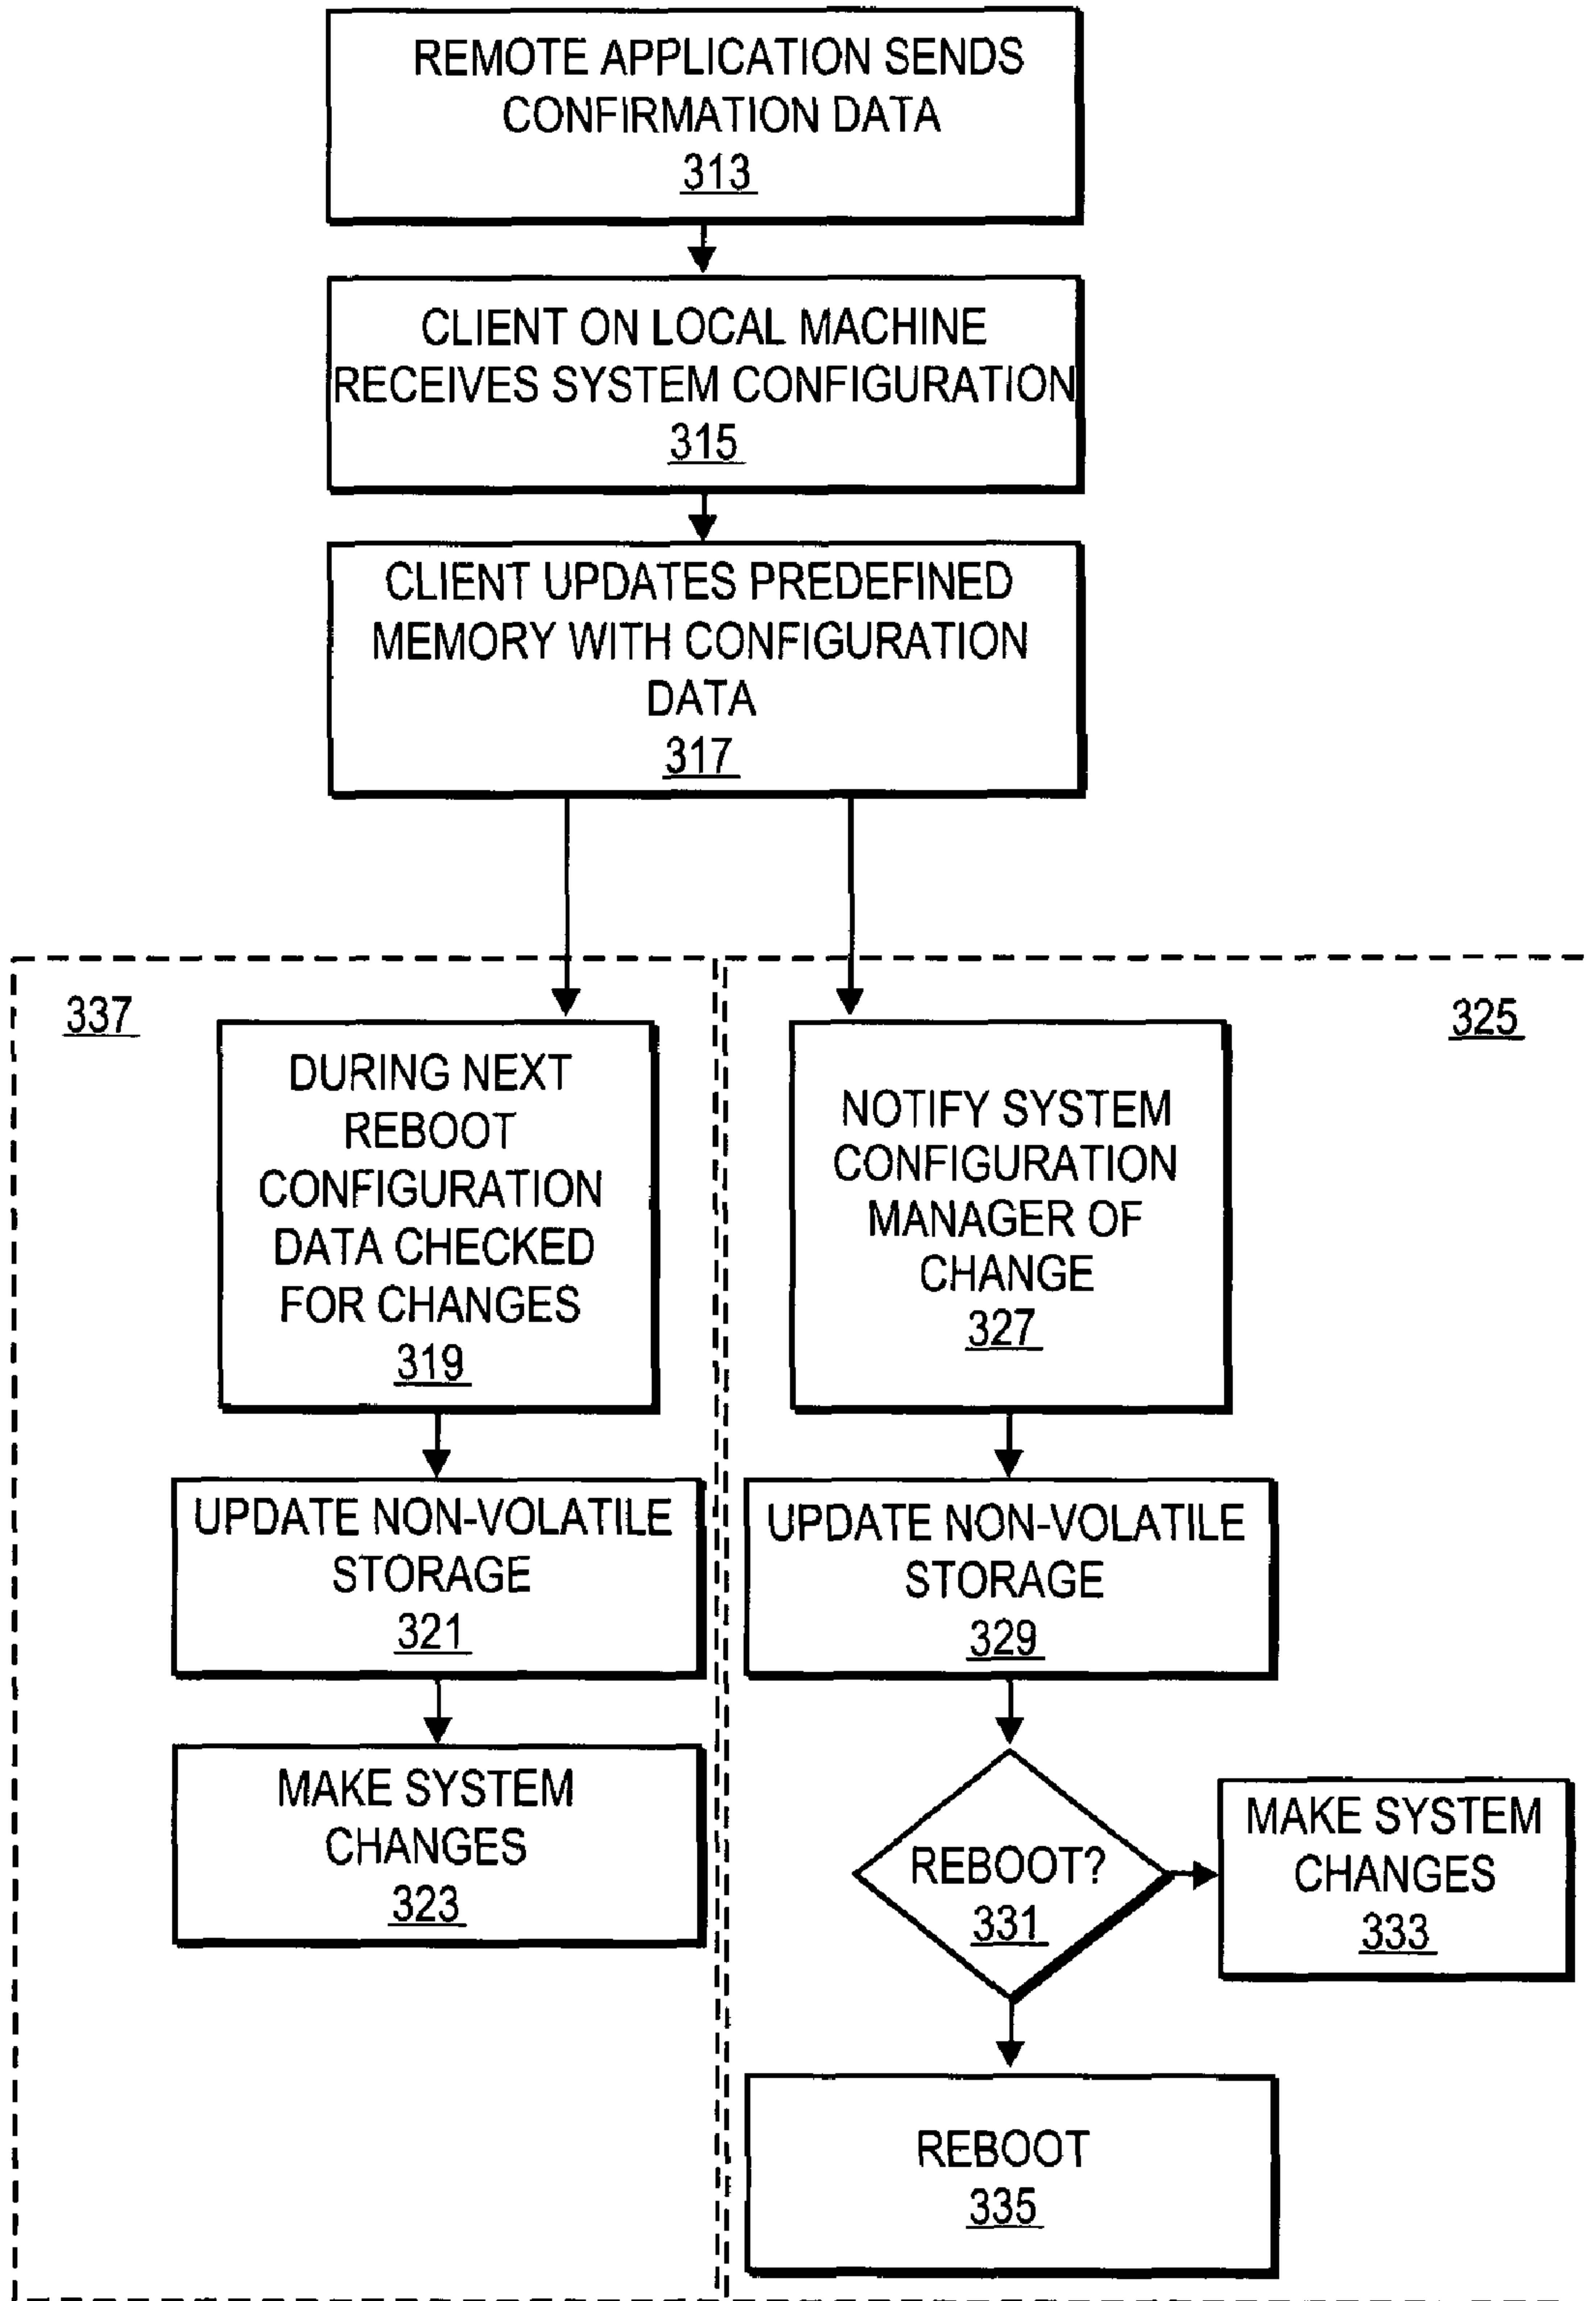 REMOTE APPLICATION SENDS
CONFIRMATION DATA
313
CLIENT ON LOCAL MACHINE
RECEIVES SYSTEM CONFIGURATION
315
CLIENT UPDATES PREDEFINED
MEMORY WITH CONFIGURATION
DATA
317
337
DURING NEXT
REBOOT
CONFIGURATION
DATA CHECKED
FOR CHANGES
319
UPDATE NON-VOLATILE
STORAGE
321
MAKE SYSTEM
CHANGES
323
325
NOTIFY SYSTEM
CONFIGURATION
MANAGER OF
CHANGE
327
UPDATE NON-VOLATILE
STORAGE
329
REBOOT?
331
MAKE SYSTEM
CHANGES
333
REBOOT
335